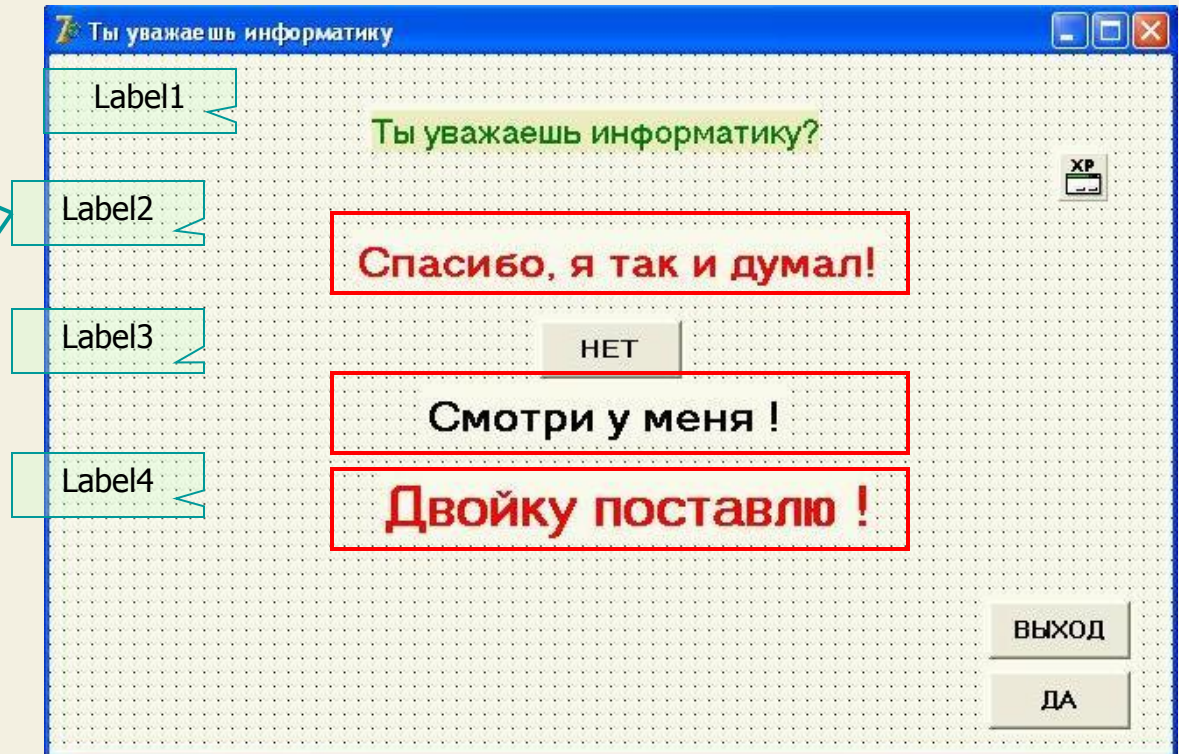 Ты уважаешь информатику
Label1
Ты уважаешь информатику?
XP
Label2
Спасибо, я так и думал!
Label3
НЕТ
Смотри у меня !
Label4
Двойку поставлю !
ВЫХОД
ДА